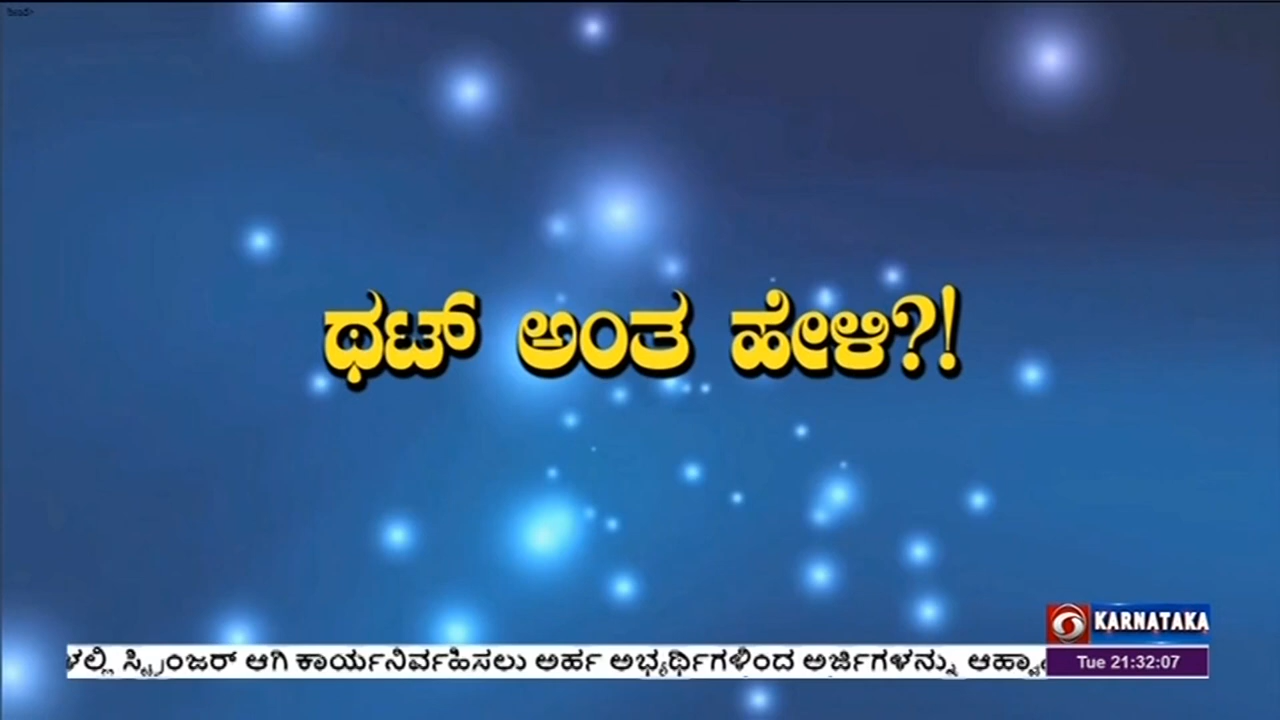 ಥಟ್ ಅಂತ ಹೇಳಿ?!
KARNATAKA
ಸ್ಟ್ರಿಂಜರ್ ಆಗಿ ಕಾರ್ಯನಿರ್ವಹಿಸಲು ಅರ್ಹ ಅಭ್ಯರ್ಥಿಗಳಿಂದ ಅರ್ಜಿಗಳನ್ನು
Tue 21:32:07